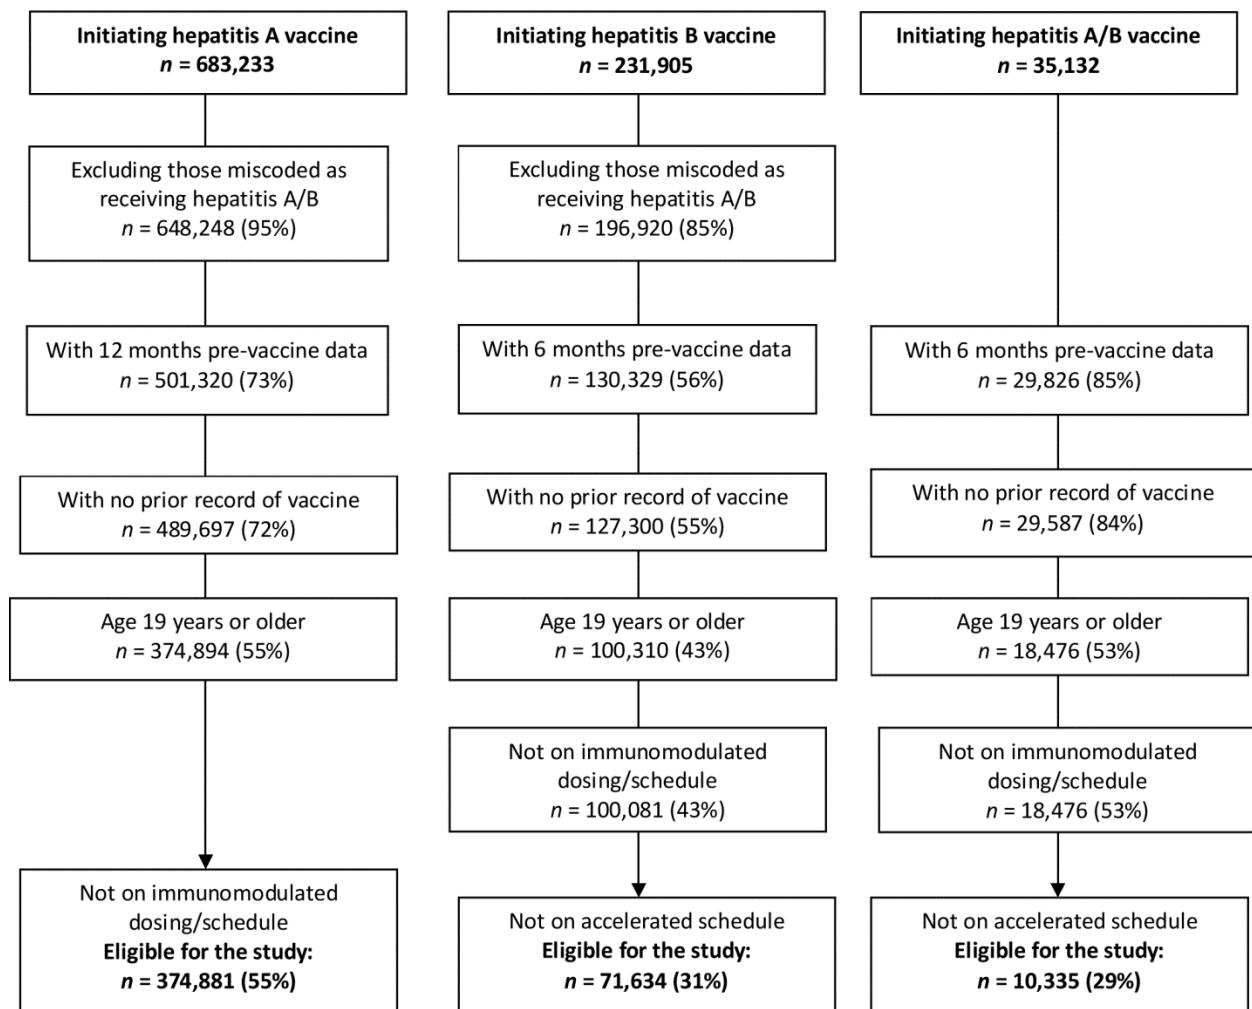 Initiating hepatitis A vaccine
n = 683,233
Excluding those miscoded as
receiving hepatitis A/B
n = 648,248 (95%)
With 12 months pre-vaccine data
n = 501,320 (73%)
With no prior record of vaccine
n = 489,697 (72%)
Age 19 years or older
n = 374,894 (55%)
Not on immunomodulated
dosing/schedule
Eligible for the study:
n = 374,881 (55%)
Initiating hepatitis B vaccine
n = 231,905
Excluding those miscoded as
receiving hepatitis A/B
n = 196,920 (85%)
With 6 months pre-vaccine data
n = 130,329 (56%)
With no prior record of vaccine
n = 127,300 (55%)
Age 19 years or older
n = 100,310 (43%)
Not on immunomodulated
dosing/schedule
n = 100,081 (43%)
Not on accelerated schedule
Eligible for the study:
n = 71,634 (31%)
Initiating hepatitis A/B vaccine
n = 35,132
With 6 months pre-vaccine data
n = 29,826 (85%)
With no prior record of vaccine
n = 29,587 (84%)
Age 19 years or older
n = 18,476 (53%)
Not on immunomodulated
dosing/schedule
n = 18,476 (53%)
Not on accelerated schedule
Eligible for the study:
n = 10,335 (29%)